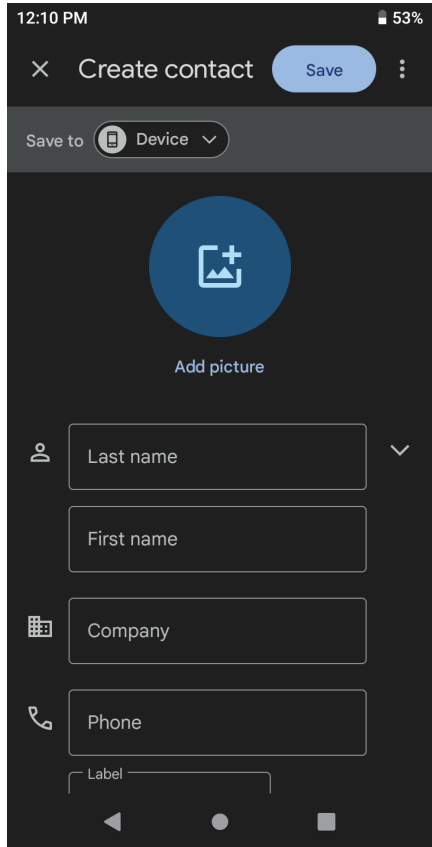 12:10 PM 53%
Create contact Save
Save to Device
Add picture
Last name
First name
Company
Phone
Label